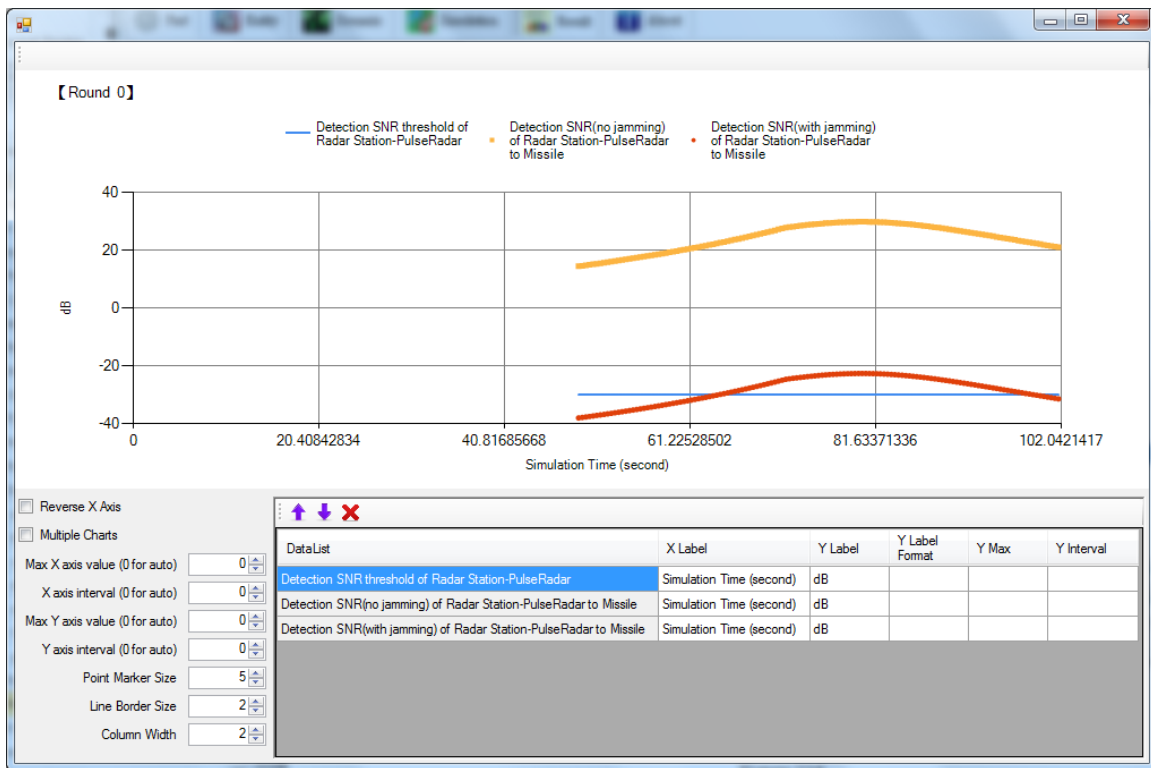 【Round 0】
Detection SNR threshold of
Radar Station-PulseRadar
Detection SNR(no jamming)
of Radar Station-PulseRadar
to Missile
Detection SNR(with jamming)
of Radar Station-PulseRadar
to Missile
40
20
0
-20
-40
dB
0
20.40842834
40.81685668
61.22528502
81.63371336
102.0421417
Simulation Time (second)
Reverse X Axis
Multiple Charts
Max X axis value (0 for auto) 0
X axis interval (0 for auto) 0
Max Y axis value (0 for auto) 0
Y axis interval (0 for auto) 0
Point Marker Size 5
Line Border Size 2
Column Width 2
DataList X Label Y Label Y Label Format Y Max Y Interval
Detection SNR threshold of Radar Station-PulseRadar Simulation Time (second) dB
Detection SNR(no jamming) of Radar Station-PulseRadar to Missile Simulation Time (second) dB
Detection SNR(with jamming) of Radar Station-PulseRadar to Missile Simulation Time (second) dB